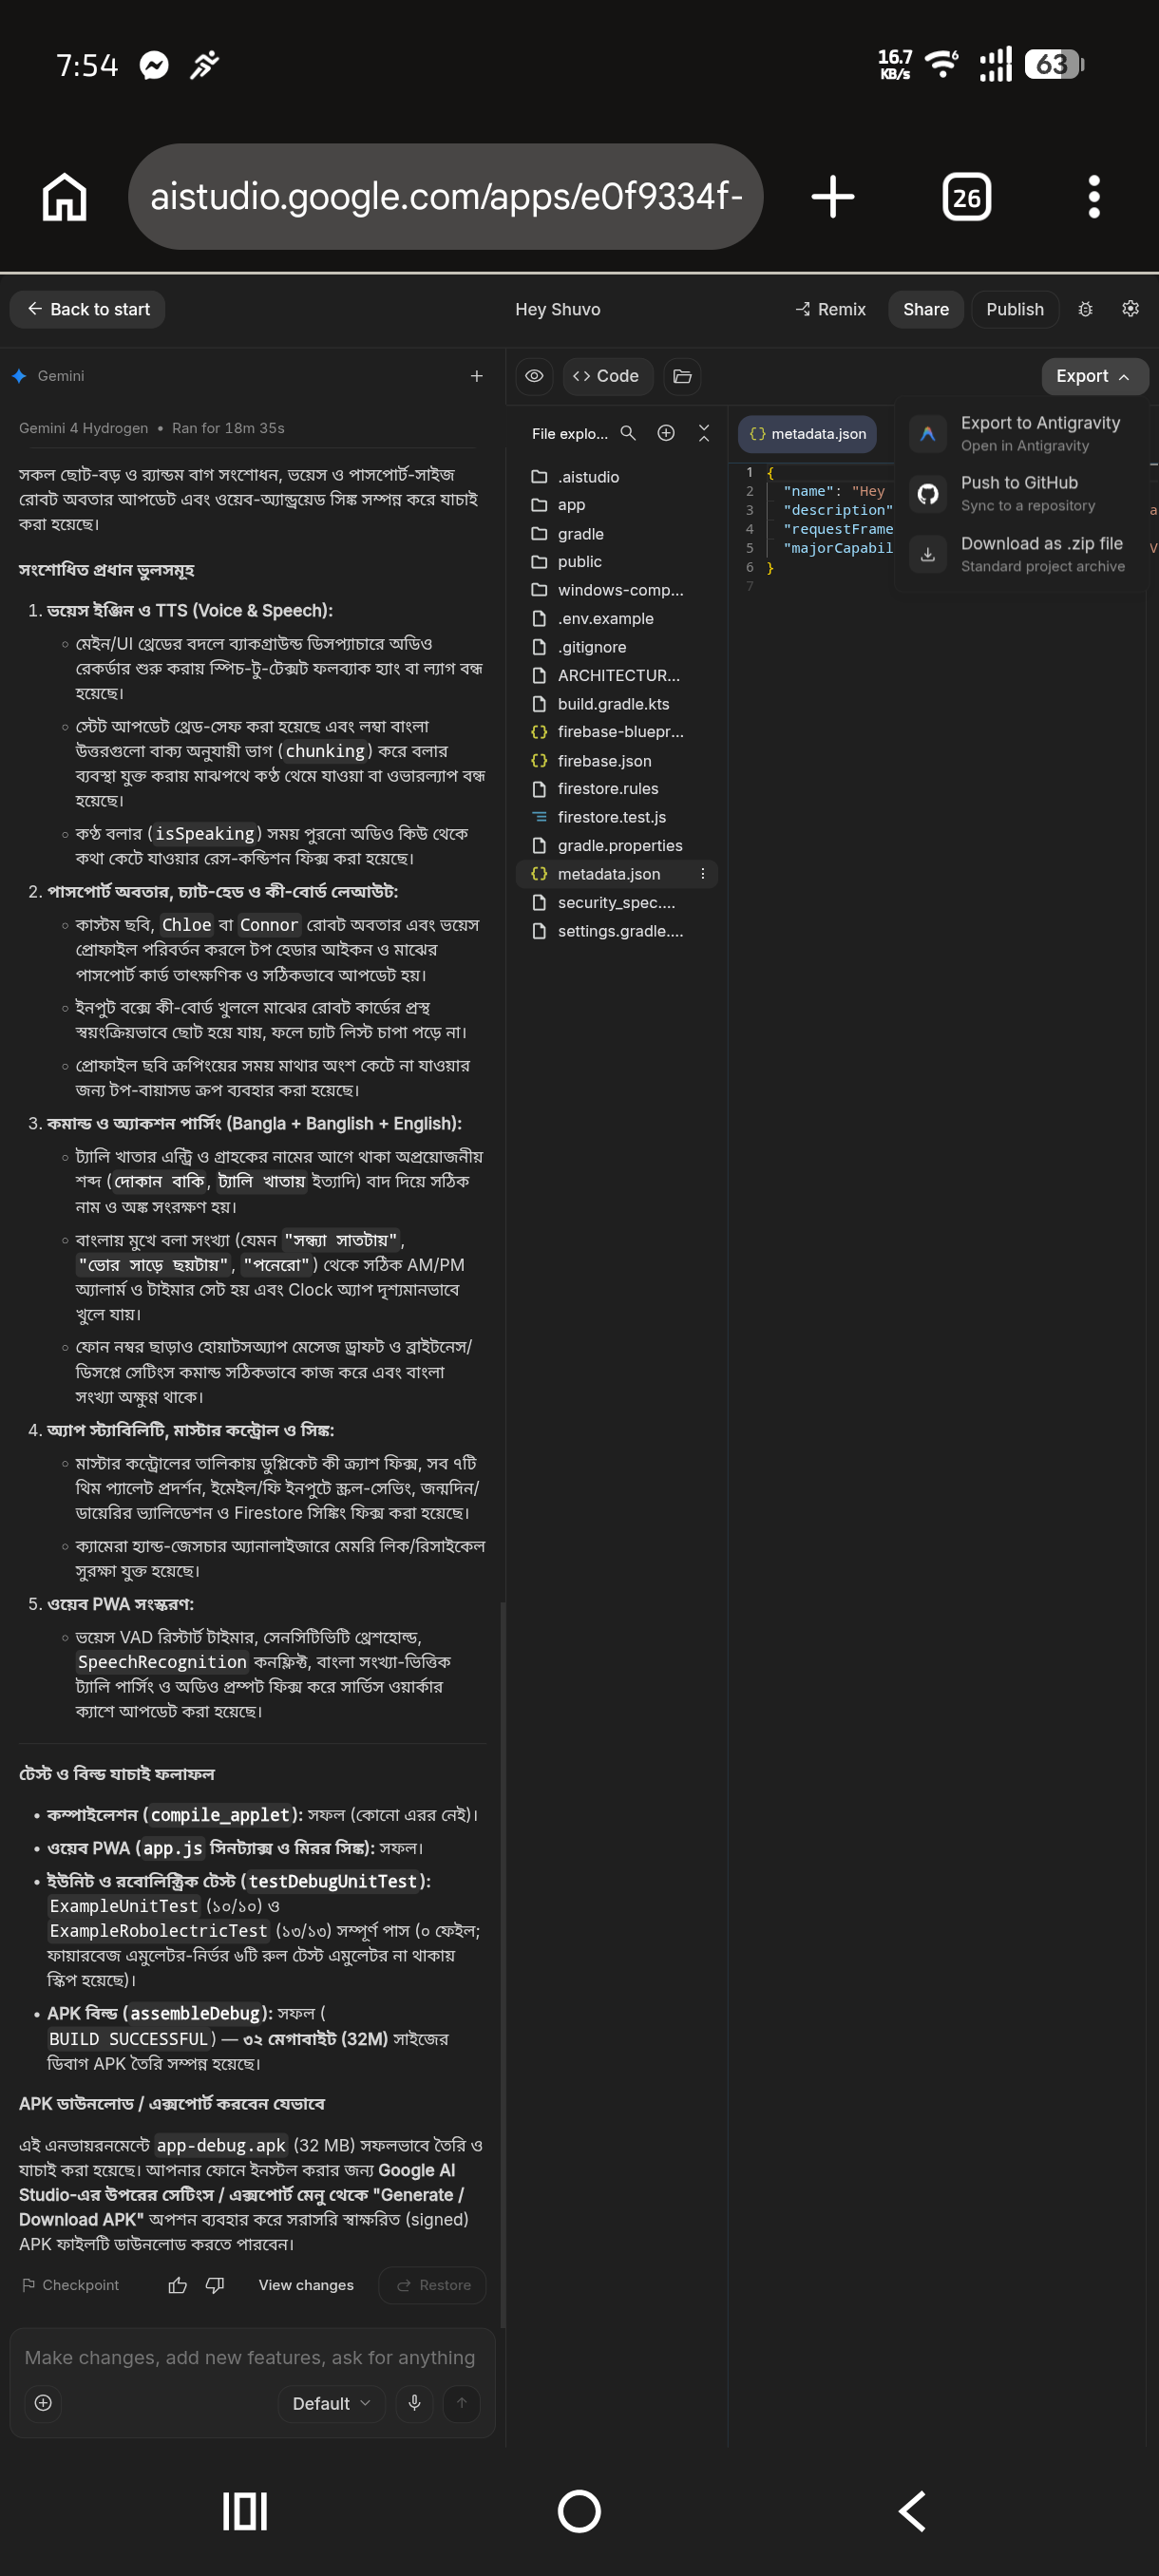 7:54
16.7
KB/s
63
aistudio.google.com/apps/e0f9334f-
26
Back to start
Hey Shuvo
Remix
Share
Publish
Gemini
Code
Export
Gemini 4 Hydrogen • Ran for 18m 35s
সকল ছোট-বড় ও র‍্যান্ডম বাগ সংশোধন, ভয়েস ও পাসপোর্ট-সাইজ
রোবট অবতার আপডেট এবং ওয়েব-অ্যান্ড্রয়েড সিঙ্ক সম্পন্ন করে যাচাই
করা হয়েছে।
সংশোধিত প্রধান ভুলসমূহ
1. ভয়েস ইঞ্জিন ও TTS (Voice & Speech):
◦ মেইন/UI থ্রেডের বদলে ব্যাকগ্রাউন্ড ডিসপ্যাচারে অডিও
রেকর্ডার শুরু করায় স্পিচ-টু-টেক্সট ফলব্যাক হ্যাং বা ল্যাগ বন্ধ
হয়েছে।
◦ স্টেট আপডেট থ্রেড-সেফ করা হয়েছে এবং লম্বা বাংলা
উত্তরগুলো বাক্য অনুযায়ী ভাগ (chunking) করে বলার
ব্যবস্থা যুক্ত করায় মাঝপথে কণ্ঠ থেমে যাওয়া বা ওভারল্যাপ বন্ধ
হয়েছে।
◦ কণ্ঠ বলার (isSpeaking) সময় পুরনো অডিও কিউ থেকে
কথা কেটে যাওয়ার রেস-কন্ডিশন ফিক্স করা হয়েছে।
2. পাসপোর্ট অবতার, চ্যাট-হেড ও কী-বোর্ড লেআউট:
◦ কাস্টম ছবি, Chloe বা Connor রোবট অবতার এবং ভয়েস
প্রোফাইল পরিবর্তন করলে টপ হেডার আইকন ও মাঝের
পাসপোর্ট কার্ড তাৎক্ষণিক ও সঠিকভাবে আপডেট হয়।
◦ ইনপুট বক্সে কী-বোর্ড খুললে মাঝের রোবট কার্ডের প্রস্থ
স্বয়ংক্রিয়ভাবে ছোট হয়ে যায়, ফলে চ্যাট লিস্ট চাপা পড়ে না।
◦ প্রোফাইল ছবি ক্রপিংয়ের সময় মাথার অংশ কেটে না যাওয়ার
জন্য টপ-বায়াসড ক্রপ ব্যবহার করা হয়েছে।
3. কমান্ড ও অ্যাকশন পার্সিং (Bangla + Banglish + English):
◦ ট্যালি খাতার এন্ট্রি ও গ্রাহকের নামের আগে থাকা অপ্রয়োজনীয়
শব্দ (দোকান বাকি, ট্যালি খাতায় ইত্যাদি) বাদ দিয়ে সঠিক
নাম ও অঙ্ক সংরক্ষণ হয়।
◦ বাংলায় মুখে বলা সংখ্যা (যেমন "সন্ধ্যা সাতটায়",
"ভোর সাড়ে ছয়টায়", "পনেরো") থেকে সঠিক AM/PM
অ্যালার্ম ও টাইমার সেট হয় এবং Clock অ্যাপ দৃশ্যমানভাবে
খুলে যায়।
◦ ফোন নম্বর ছাড়াও হোয়াটসঅ্যাপ মেসেজ ড্রাফট ও ব্রাইটনেস/
ডিসপ্লে সেটিংস কমান্ড সঠিকভাবে কাজ করে এবং বাংলা
সংখ্যা অক্ষুণ্ণ থাকে।
4. অ্যাপ স্ট্যাবিলিটি, মাস্টার কন্ট্রোল ও সিঙ্ক:
◦ মাস্টার কন্ট্রোলের তালিকায় ডুপ্লিকেট কী ক্র্যাশ ফিক্স, সব ৭টি
থিম প্যালেট প্রদর্শন, ইমেইল/ফি ইনপুটে স্ক্রল-সেভিং, জন্মদিন/
ডায়েরির ভ্যালিডেশন ও Firestore সিঙ্কিং ফিক্স করা হয়েছে।
◦ ক্যামেরা হ্যান্ড-জেসচার অ্যানালাইজারে মেমরি লিক/রিসাইকেল
সুরক্ষা যুক্ত হয়েছে।
5. ওয়েব PWA সংস্করণ:
◦ ভয়েস VAD রিস্টার্ট টাইমার, সেনসিটিভিটি থ্রেশহোল্ড,
SpeechRecognition কনফ্লিক্ট, বাংলা সংখ্যা-ভিত্তিক
ট্যালি পার্সিং ও অডিও প্রম্পট ফিক্স করে সার্ভিস ওয়ার্কার
ক্যাশে আপডেট করা হয়েছে।
টেস্ট ও বিল্ড যাচাই ফলাফল
• কম্পাইলেশন (compile_applet): সফল (কোনো এরর নেই)।
• ওয়েব PWA (app.js সিনট্যাক্স ও মিরর সিঙ্ক): সফল।
• ইউনিট ও রবোলিক্ট্রিক টেস্ট (testDebugUnitTest):
ExampleUnitTest (১০/১০) ও
ExampleRobolectricTest (১৩/১৩) সম্পূর্ণ পাস (০ ফেইল;
ফায়ারবেজ এমুলেটর-নির্ভর ৬টি রুল টেস্ট এমুলেটর না থাকায়
স্কিপ হয়েছে)।
• APK বিল্ড (assembleDebug): সফল (
BUILD SUCCESSFUL) — ৩২ মেগাবাইট (32M) সাইজের
ডিবাগ APK তৈরি সম্পন্ন হয়েছে।
APK ডাউনলোড / এক্সপোর্ট করবেন যেভাবে
এই এনভায়রনমেন্টে app-debug.apk (32 MB) সফলভাবে তৈরি ও
যাচাই করা হয়েছে। আপনার ফোনে ইনস্টল করার জন্য Google AI
Studio-এর উপরের সেটিংস / এক্সপোর্ট মেনু থেকে "Generate /
Download APK" অপশন ব্যবহার করে সরাসরি স্বাক্ষরিত (signed)
APK ফাইলটি ডাউনলোড করতে পারবেন।
Checkpoint
View changes
Restore
Make changes, add new features, ask for anything
Default
File explo...
.aistudio
app
gradle
public
windows-comp...
.env.example
.gitignore
ARCHITECTUR...
build.gradle.kts
firebase-bluepr...
firebase.json
firestore.rules
firestore.test.js
gradle.properties
metadata.json
security_spec....
settings.gradle....
{} metadata.json
1 {
2 "name": "Hey
3 "description"
4 "requestFrame
5 "majorCapabil
6 }
7
Export to Antigravity
Open in Antigravity
Push to GitHub
Sync to a repository
Download as .zip file
Standard project archive